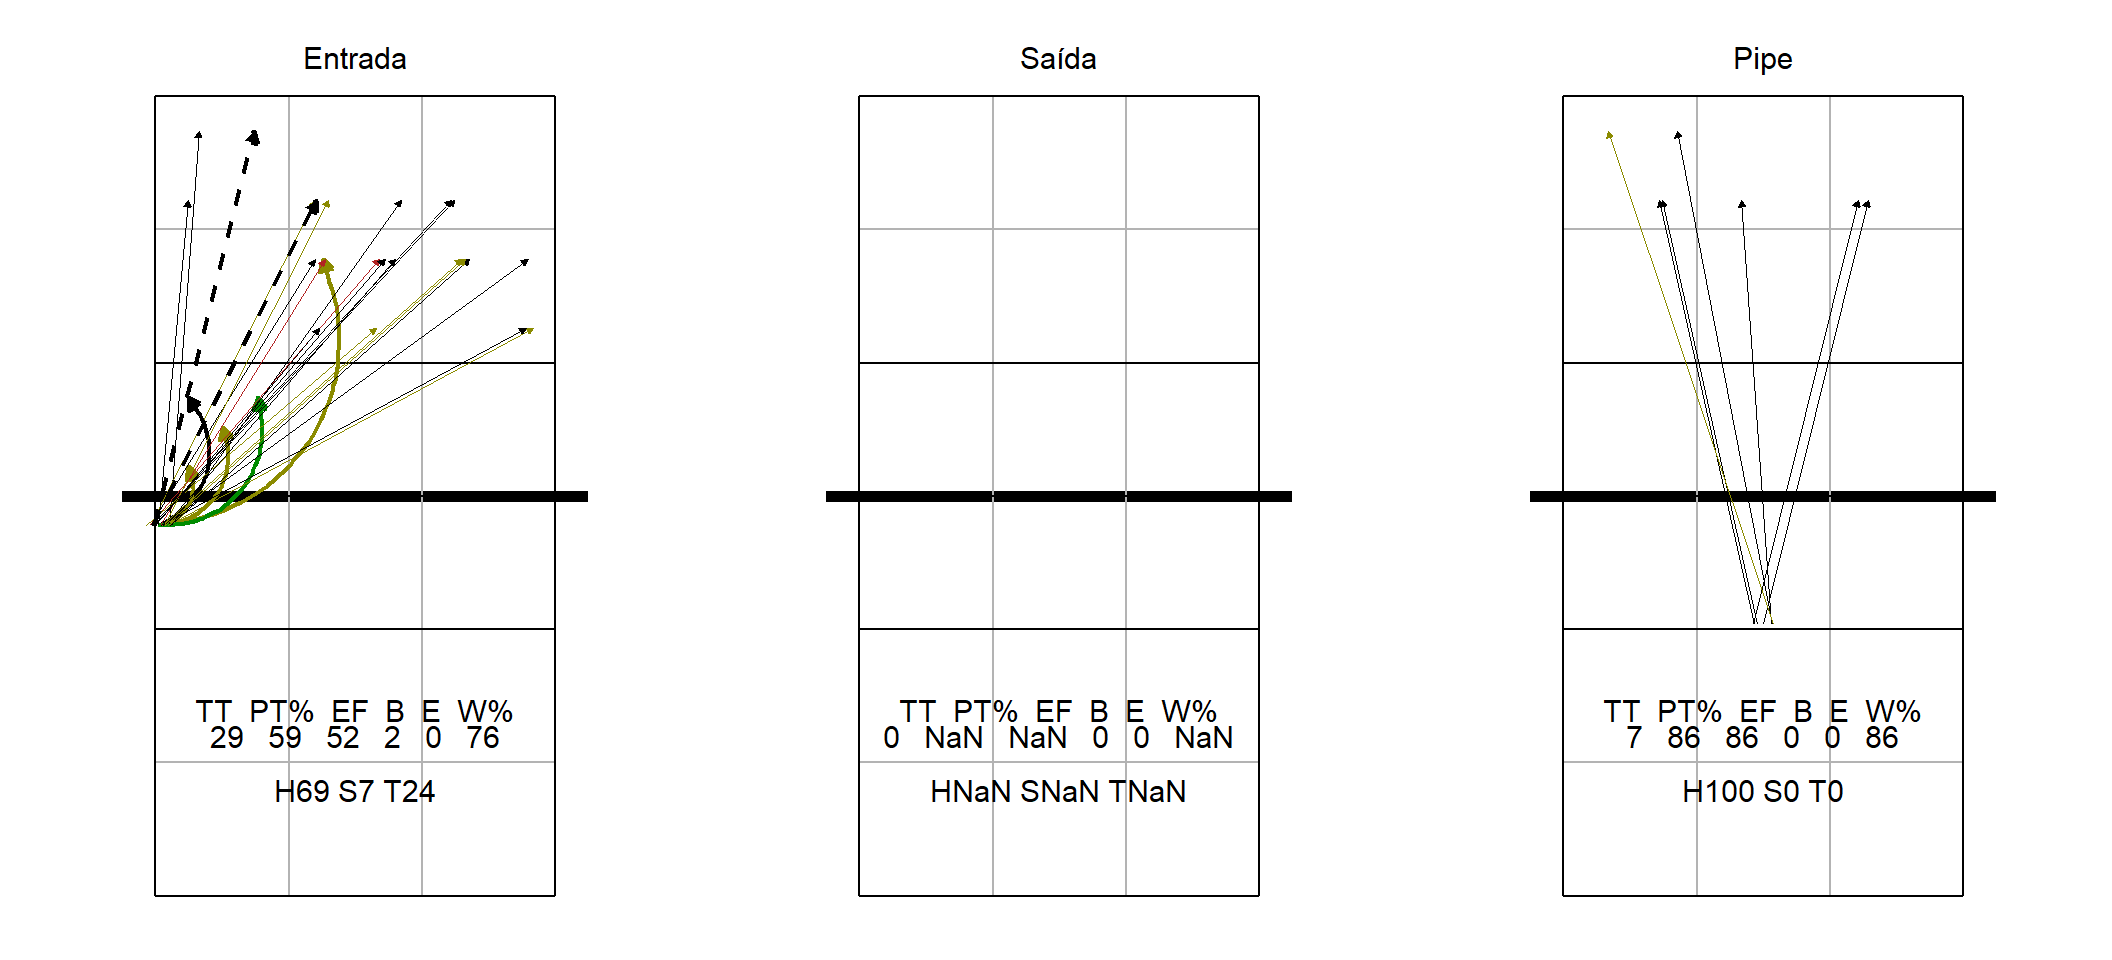 Entrada
TT PT% EF B E W%
29 59 52 2 0 76
H69 S7 T24
Saída
TT PT% EF B E W%
0 NaN NaN 0 0 NaN
HNaN SNaN TNaN
Pipe
TT PT% EF B E W%
7 86 86 0 0 86
H100 S0 T0